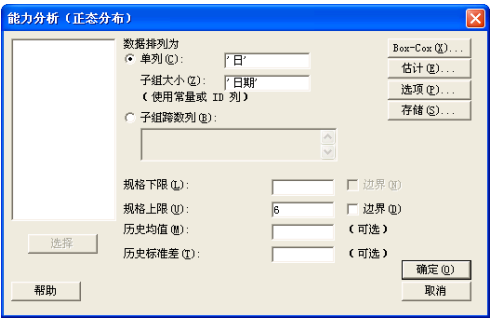 能力分析（正态分布）
数据排列为
单列(C): '日'
子组大小(Z): '日期'
(使用常量或 ID 列)
子组跨数列(B):
Box-Cox(X)...
估计(E)...
选项(P)...
存储(S)...
规格下限(L): 边界(N)
规格上限(U): 6 边界(D)
历史均值(M): (可选)
历史标准差(T): (可选)
选择
确定(O)
帮助
取消